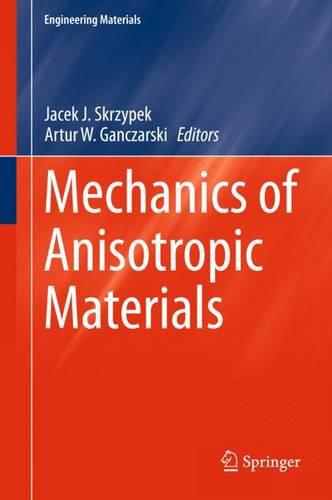 Engineering Materials
Jacek J. Skrzypek
Artur W. Ganczarski Editors
Mechanics of
Anisotropic
Materials
Springer